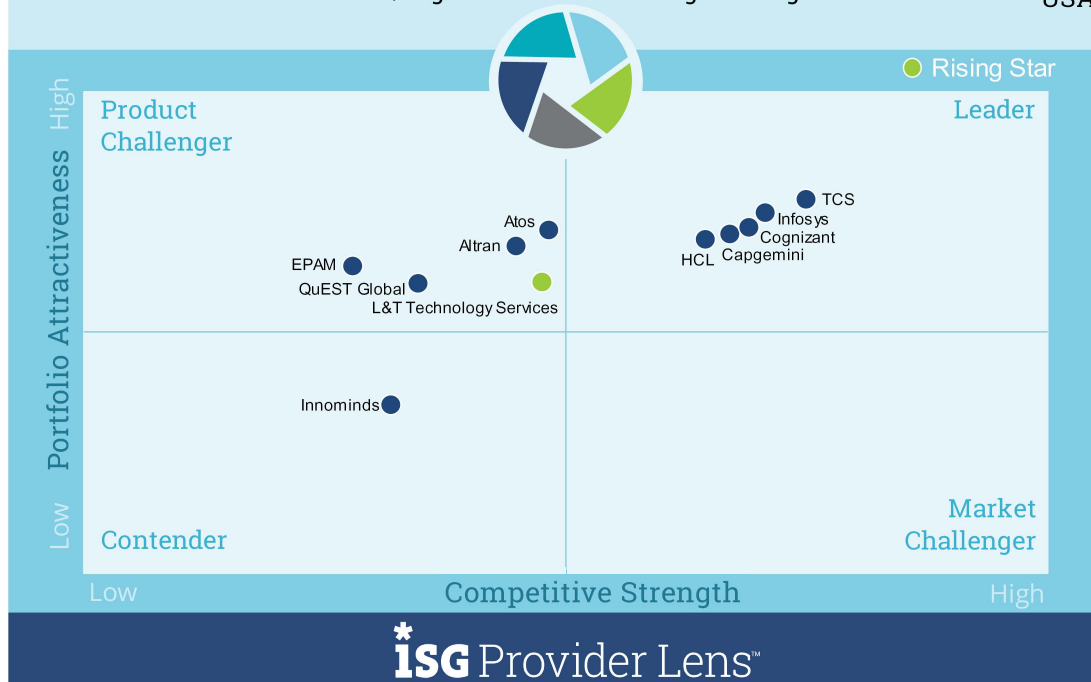 USA
Rising Star
High
Product
Challenger
Leader
TCS
Infosys
Atos
Cognizant
Altran
Capgemini
HCL
EPAM
QuEST Global
L&T Technology Services
Portfolio Attractiveness
Innominds
Low
Market
Challenger
Contender
Low
Competitive Strength
High
iSG Provider Lens™